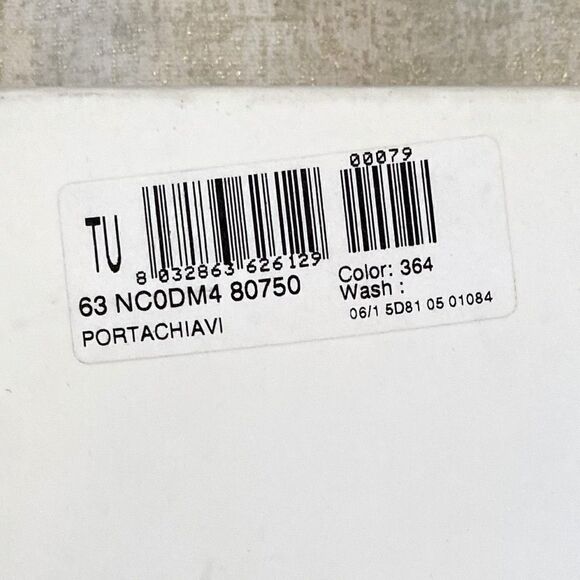 00079
TU
8 032863 626129
63 NC0DM4 80750
Color: 364
Wash :
PORTACHIAVI
06/1 5D81 05 01084